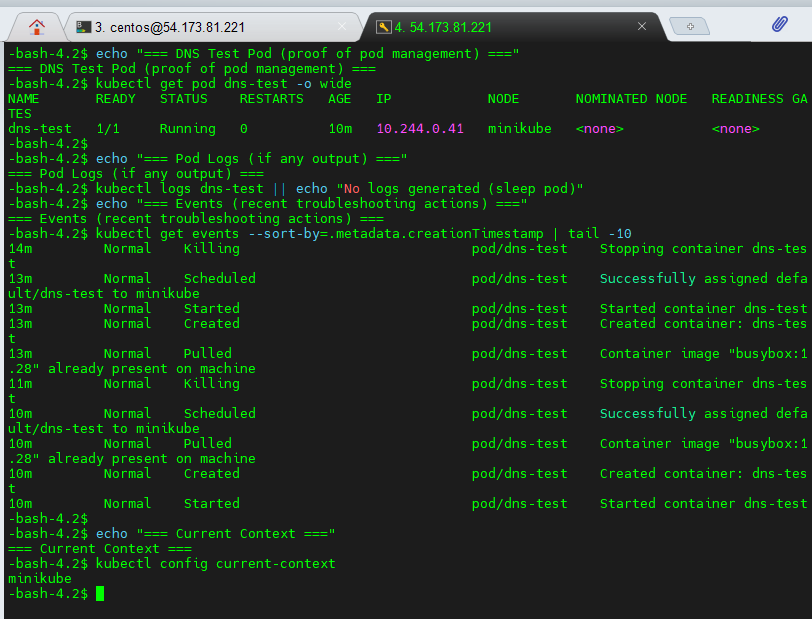 3. centos@54.173.81.221
4. 54.173.81.221
-bash-4.2$ echo "=== DNS Test Pod (proof of pod management) ==="
=== DNS Test Pod (proof of pod management) ===
-bash-4.2$ kubectl get pod dns-test -o wide
NAME READY STATUS RESTARTS AGE IP NODE NOMINATED NODE READINESS GA
TES
dns-test 1/1 Running 0 10m 10.244.0.41 minikube <none> <none>
-bash-4.2$
-bash-4.2$ echo "=== Pod Logs (if any output) ==="
=== Pod Logs (if any output) ===
-bash-4.2$ kubectl logs dns-test || echo "No logs generated (sleep pod)"
-bash-4.2$ echo "=== Events (recent troubleshooting actions) ==="
=== Events (recent troubleshooting actions) ===
-bash-4.2$ kubectl get events --sort-by=.metadata.creationTimestamp | tail -10
14m Normal Killing pod/dns-test Stopping container dns-tes
t
13m Normal Scheduled pod/dns-test Successfully assigned defa
ult/dns-test to minikube
13m Normal Started pod/dns-test Started container dns-test
13m Normal Created pod/dns-test Created container: dns-tes
t
13m Normal Pulled pod/dns-test Container image "busybox:1
.28" already present on machine
11m Normal Killing pod/dns-test Stopping container dns-tes
t
10m Normal Scheduled pod/dns-test Successfully assigned defa
ult/dns-test to minikube
10m Normal Pulled pod/dns-test Container image "busybox:1
.28" already present on machine
10m Normal Created pod/dns-test Created container: dns-tes
t
10m Normal Started pod/dns-test Started container dns-test
-bash-4.2$
-bash-4.2$ echo "=== Current Context ==="
=== Current Context ===
-bash-4.2$ kubectl config current-context
minikube
-bash-4.2$